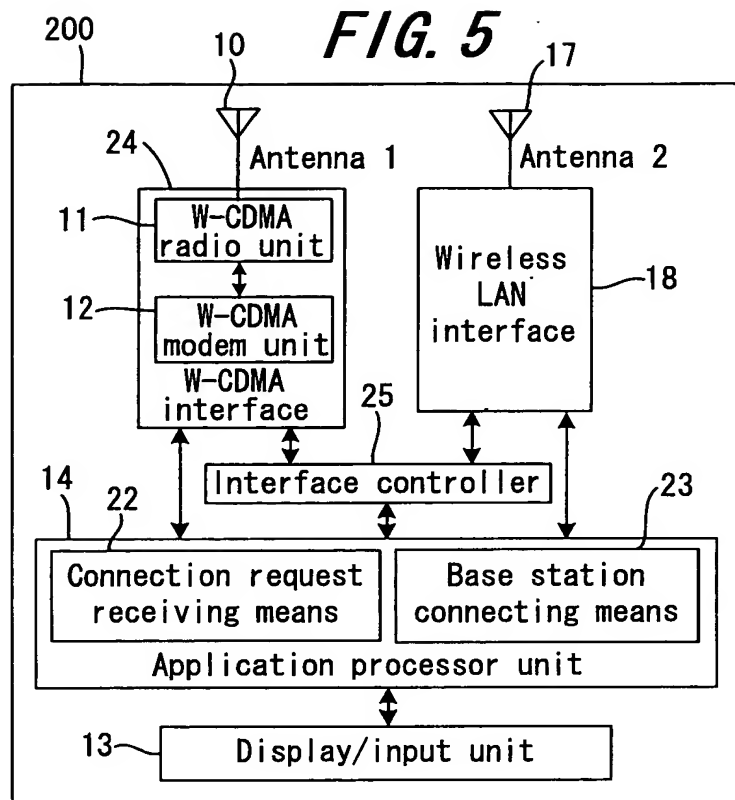 FIG. 5
200
10
17
24
Antenna 1
Antenna 2
11
W-CDMA
radio unit
Wireless
LAN
interface
18
12
W-CDMA
modem unit
W-CDMA
interface
25
Interface controller
14
22
23
Connection request
receiving means
Base station
connecting means
Application processor unit
13
Display/input unit